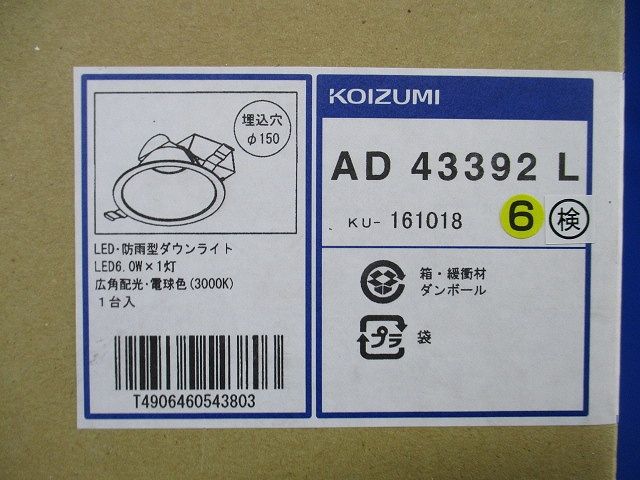 埋込穴
φ150
LED・防雨型ダウンライト
LED6.0W×1灯
広角配光・電球色(3000K)
1台入
T4906460543803
KOIZUMI
AD 43392 L
KU- 161018
6
検
箱・緩衝材
ダンボール
プラ
袋